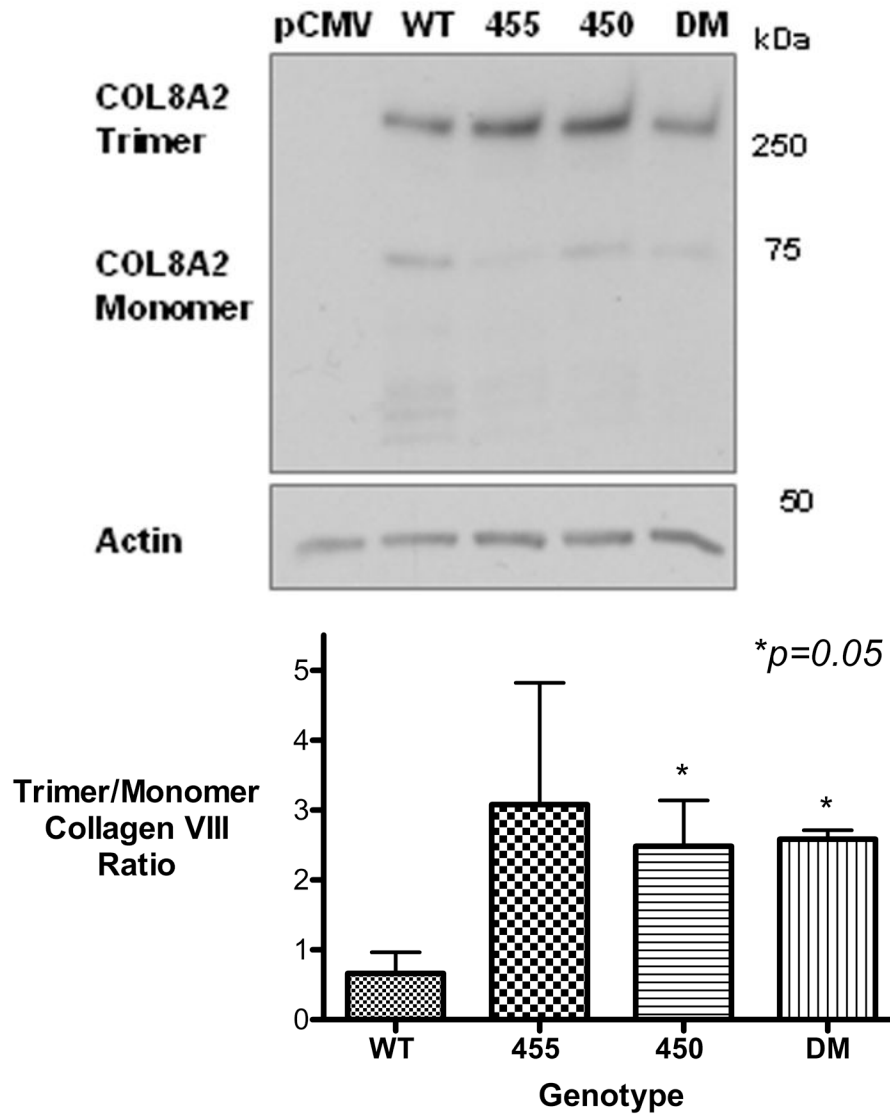 pCMV WT 455 450 DM kDa
COL8A2
Trimer
250
75
COL8A2
Monomer
50
Actin
*p=0.05
5
4
3
2
1
0
*
*
Trimer/Monomer
Collagen VIII
Ratio
WT 455 450 DM
Genotype